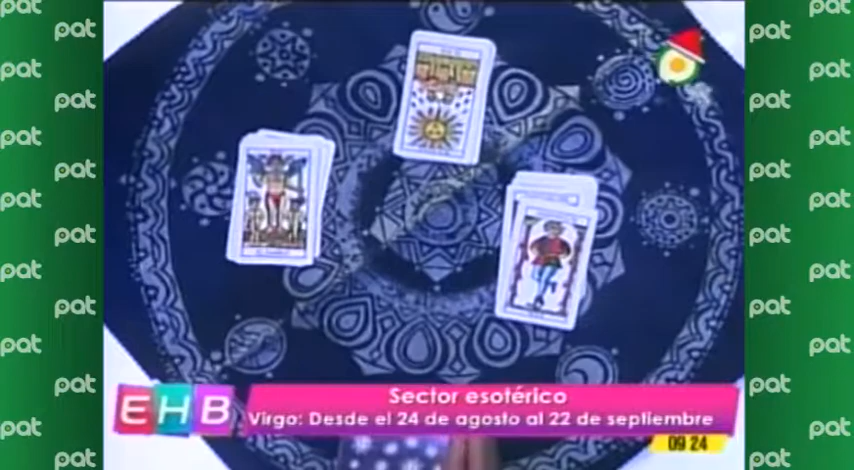 pat
EHB
Sector esotérico
Virgo: Desde el 24 de agosto al 22 de septiembre
09 24